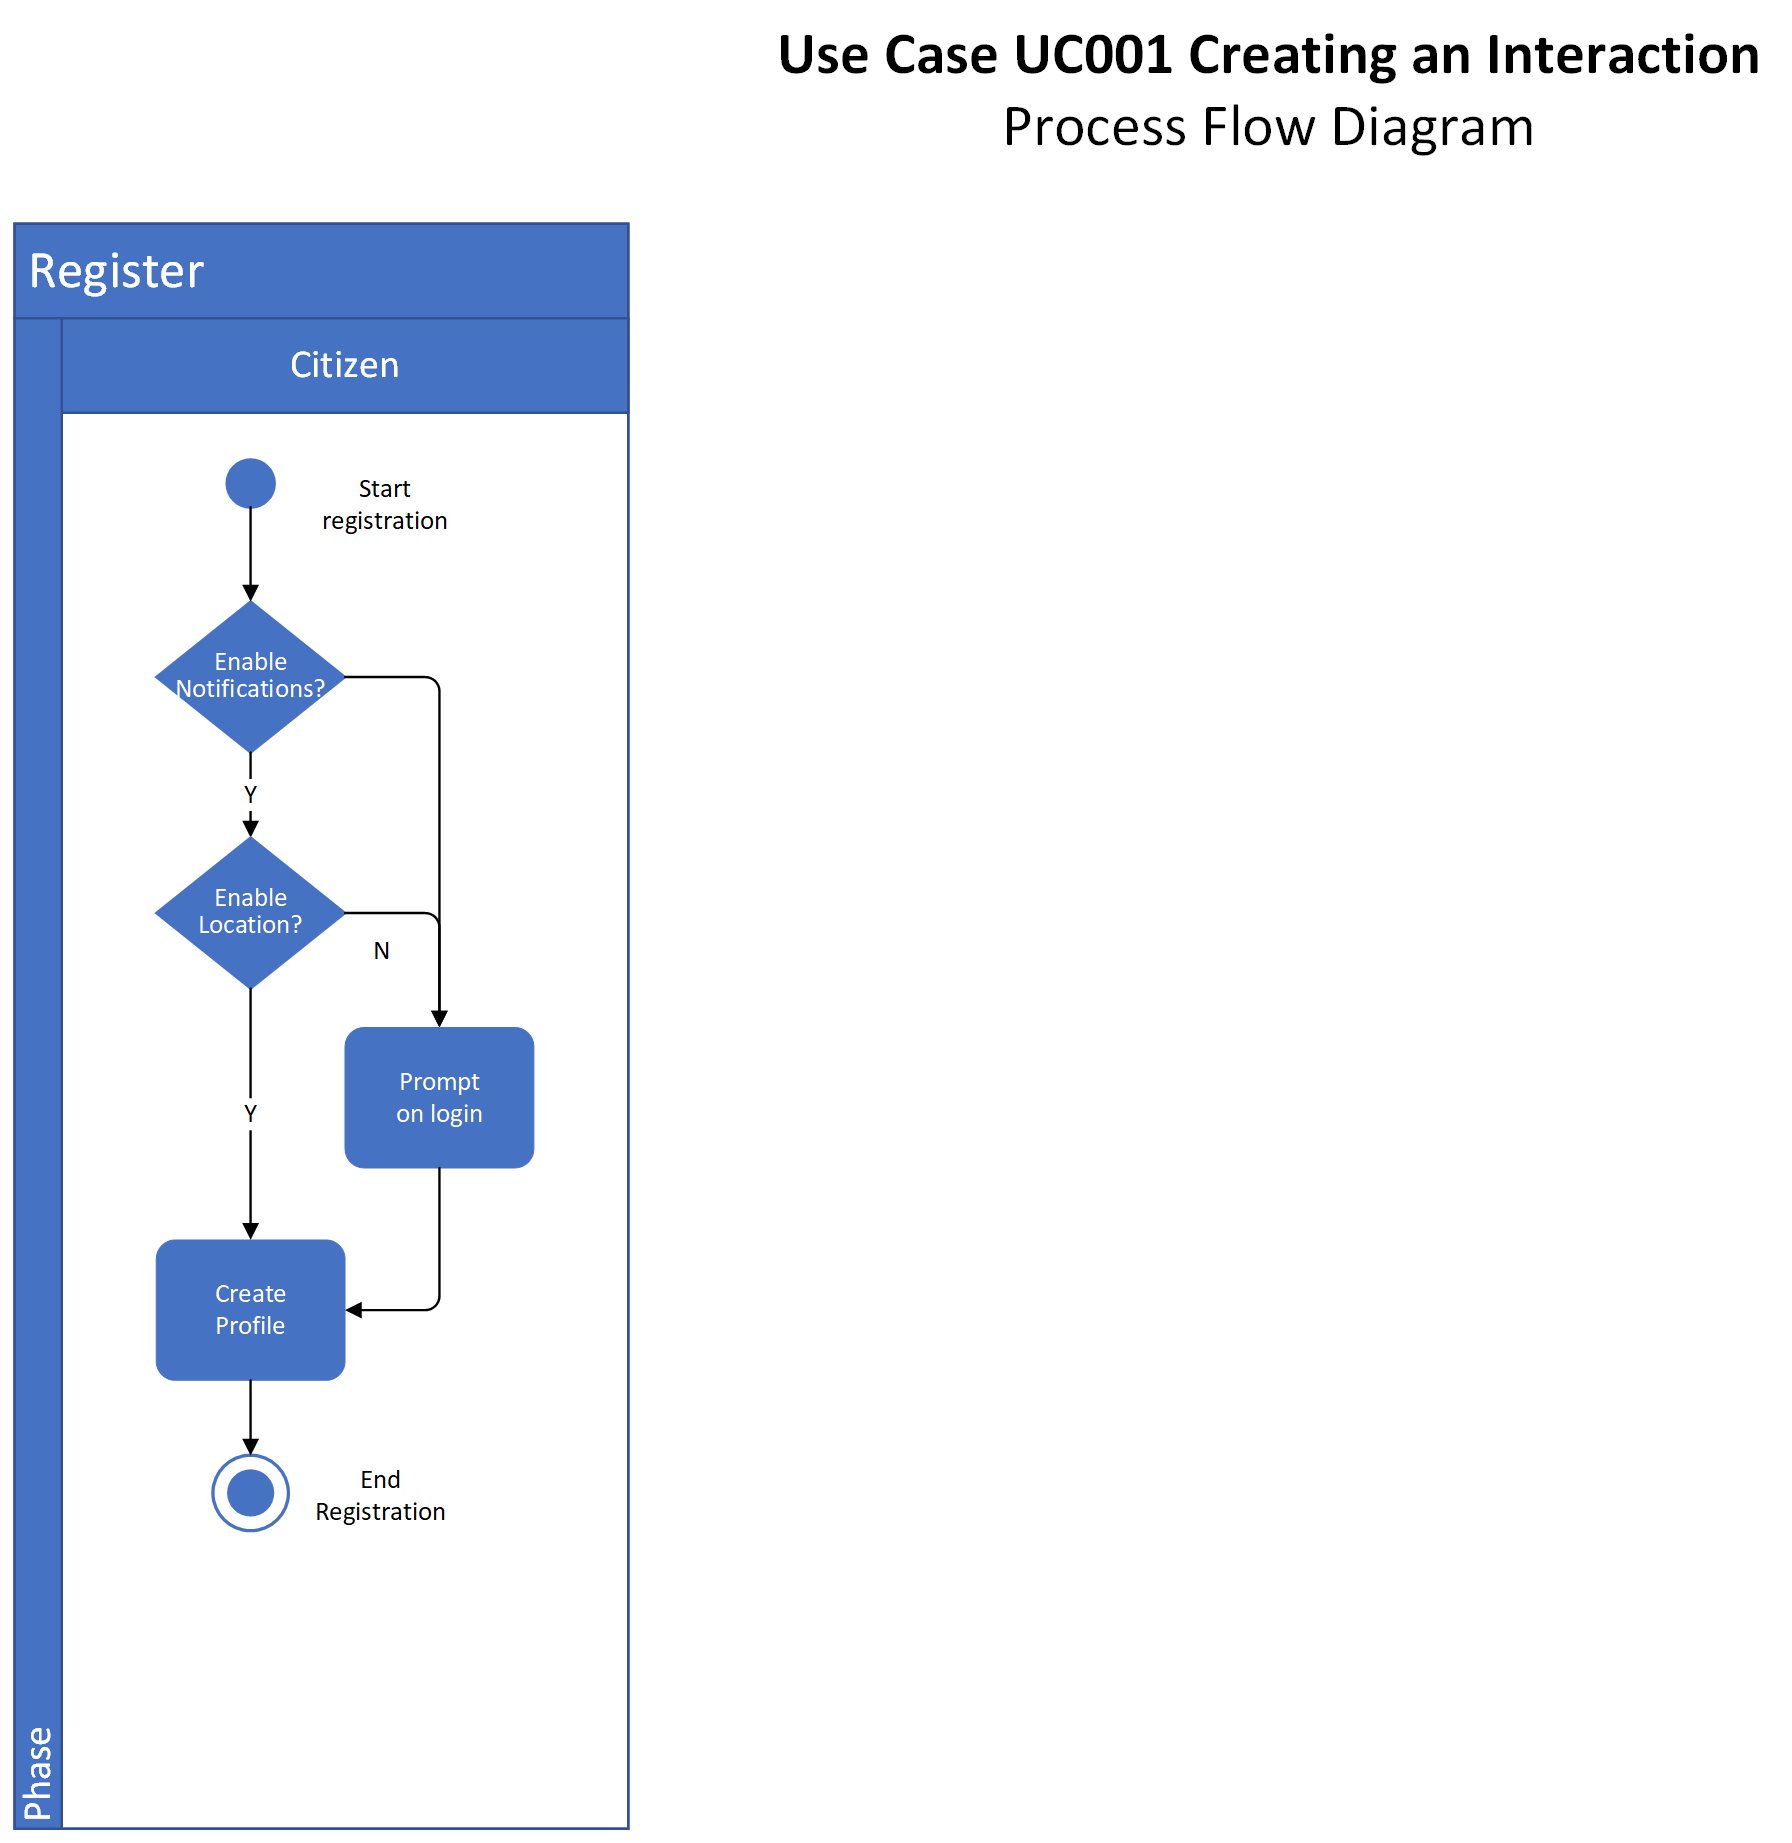 Use Case UC001 Creating an Interaction
Process Flow Diagram
Register
Citizen
Start
registration
Enable
Notifications?
Y
Enable
Location?
N
Prompt
on login
Y
Create
Profile
End
Registration
Phase